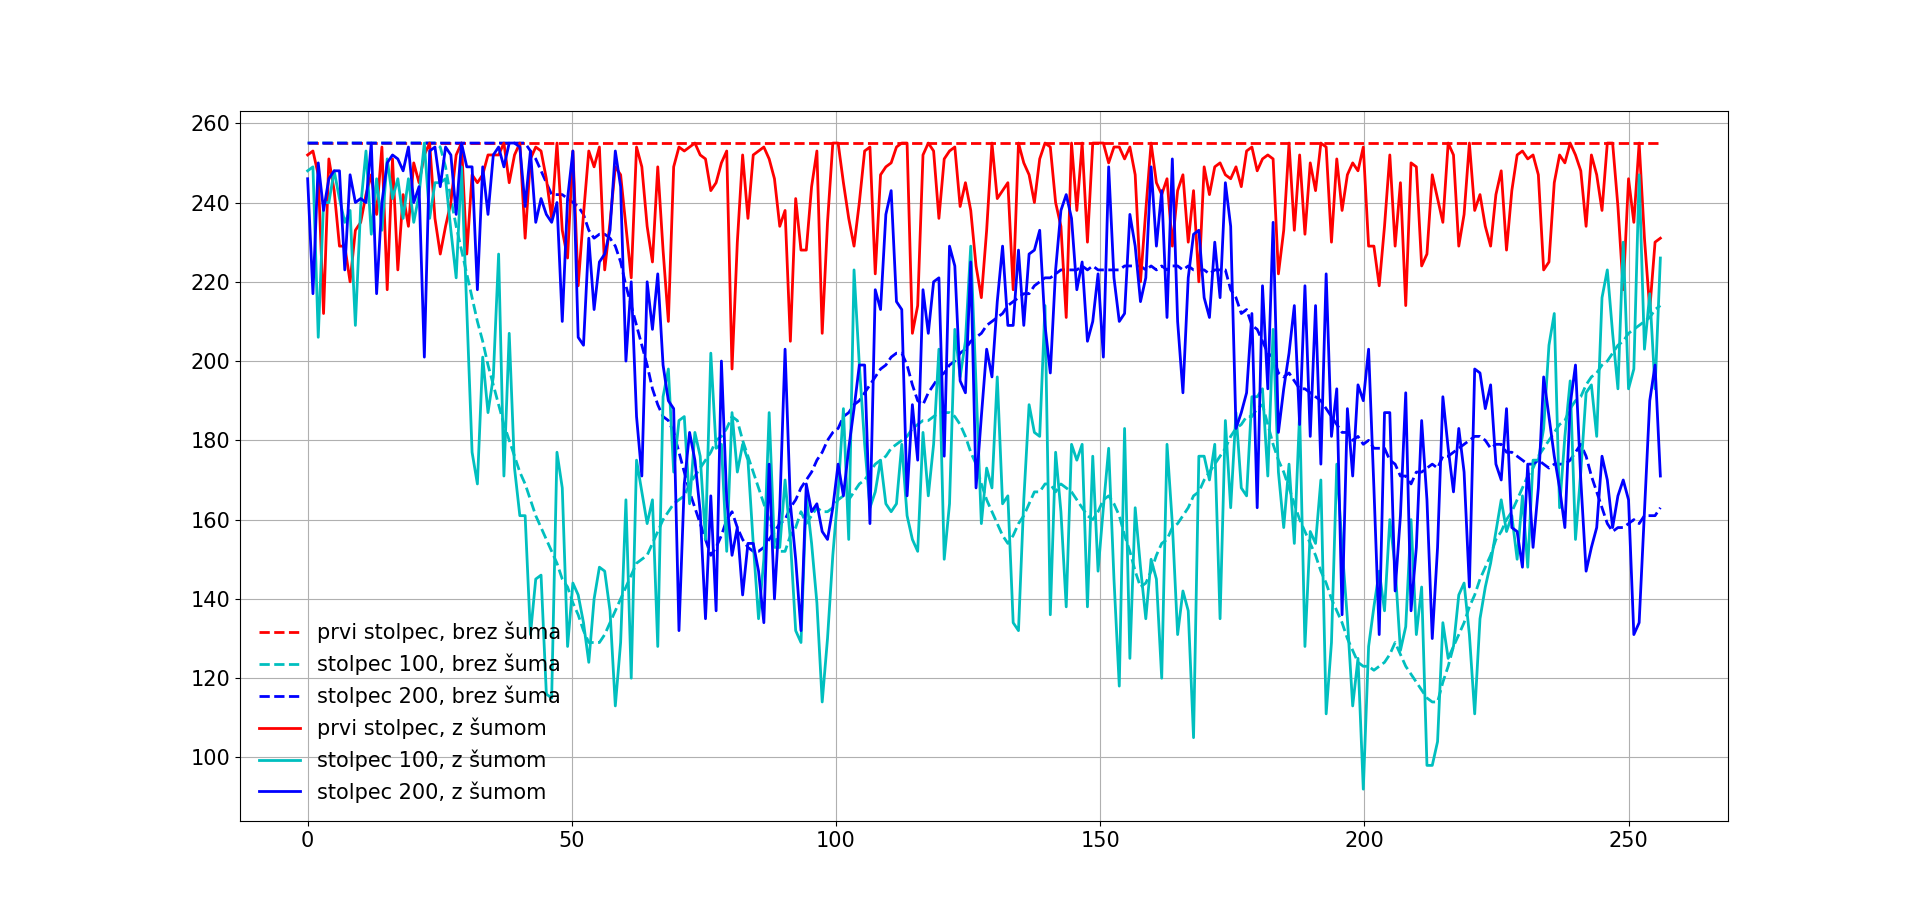 260
240
220
200
180
160
140
120
100
prvi stolpec, brez šuma
stolpec 100, brez šuma
stolpec 200, brez šuma
prvi stolpec, z šumom
stolpec 100, z šumom
stolpec 200, z šumom
0 50 100 150 200 250